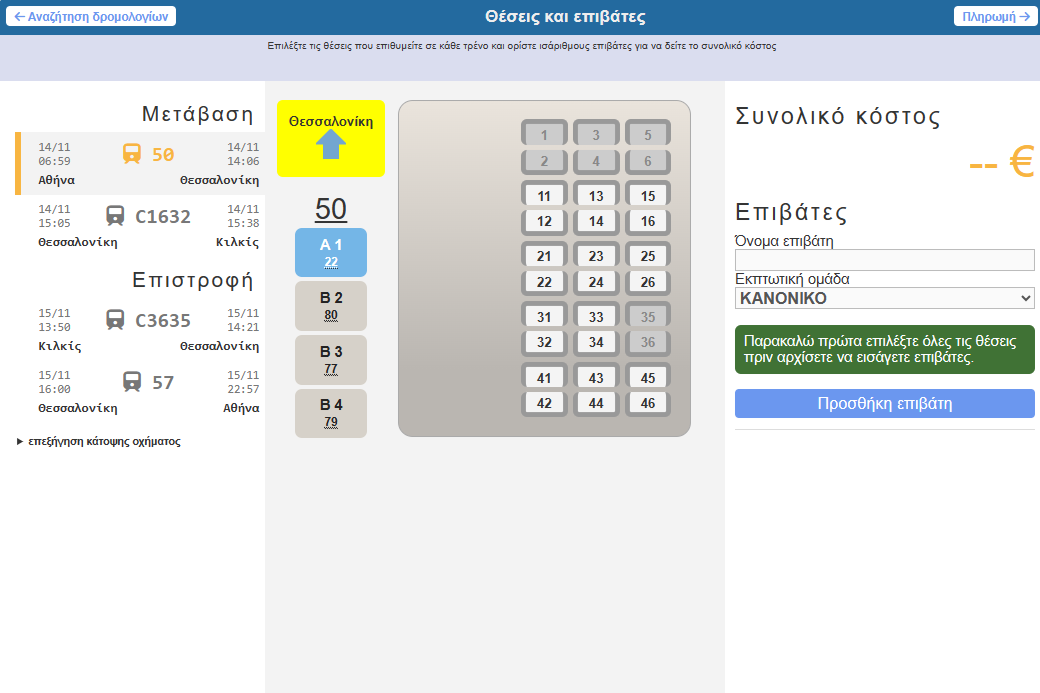 ← Αναζήτηση δρομολογίων
Θέσεις και επιβάτες
Πληρωμή →
Επιλέξτε τις θέσεις που επιθυμείτε σε κάθε τρένο και ορίστε ισάριθμους επιβάτες για να δείτε το συνολικό κόστος
Μετάβαση
14/11 06:59 50 14/11 14:06
Αθήνα Θεσσαλονίκη
14/11 15:05 C1632 14/11 15:38
Θεσσαλονίκη Κιλκίς
Επιστροφή
15/11 13:50 C3635 15/11 14:21
Κιλκίς Θεσσαλονίκη
15/11 16:00 57 15/11 22:57
Θεσσαλονίκη Αθήνα
► επεξήγηση κάτοψης οχήματος
Θεσσαλονίκη
50
Α 1
22
Β 2
80
Β 3
77
Β 4
79
1 3 5
2 4 6
11 13 15
12 14 16
21 23 25
22 24 26
31 33 35
32 34 36
41 43 45
42 44 46
Συνολικό κόστος
-- €
Επιβάτες
Όνομα επιβάτη
Εκπτωτική ομάδα
ΚΑΝΟΝΙΚΟ
Παρακαλώ πρώτα επιλέξτε όλες τις θέσεις
πριν αρχίσετε να εισάγετε επιβάτες.
Προσθήκη επιβάτη